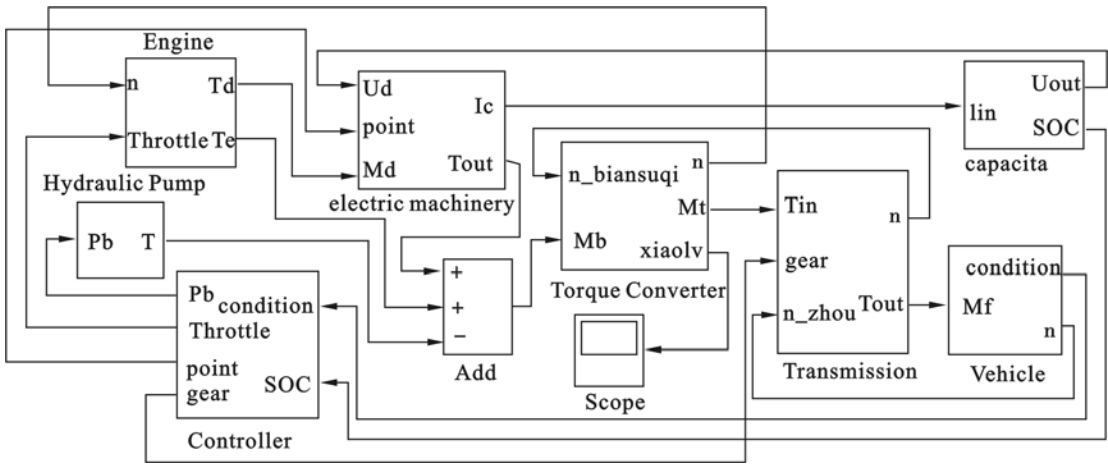 Engine
n
Td
Throttle
Te
Hydraulic Pump
Pb
T
Pb
condition
Throttle
point
gear
SOC
Controller
Ud
Ic
point
Tout
Md
electric machinery
+
+
−
Add
n_biansuqi
n
Mt
Mb
xiaolv
Torque Converter
Scope
Tin
n
gear
n_zhou
Tout
Transmission
Uout
lin
SOC
capacita
condition
Mf
n
Vehicle